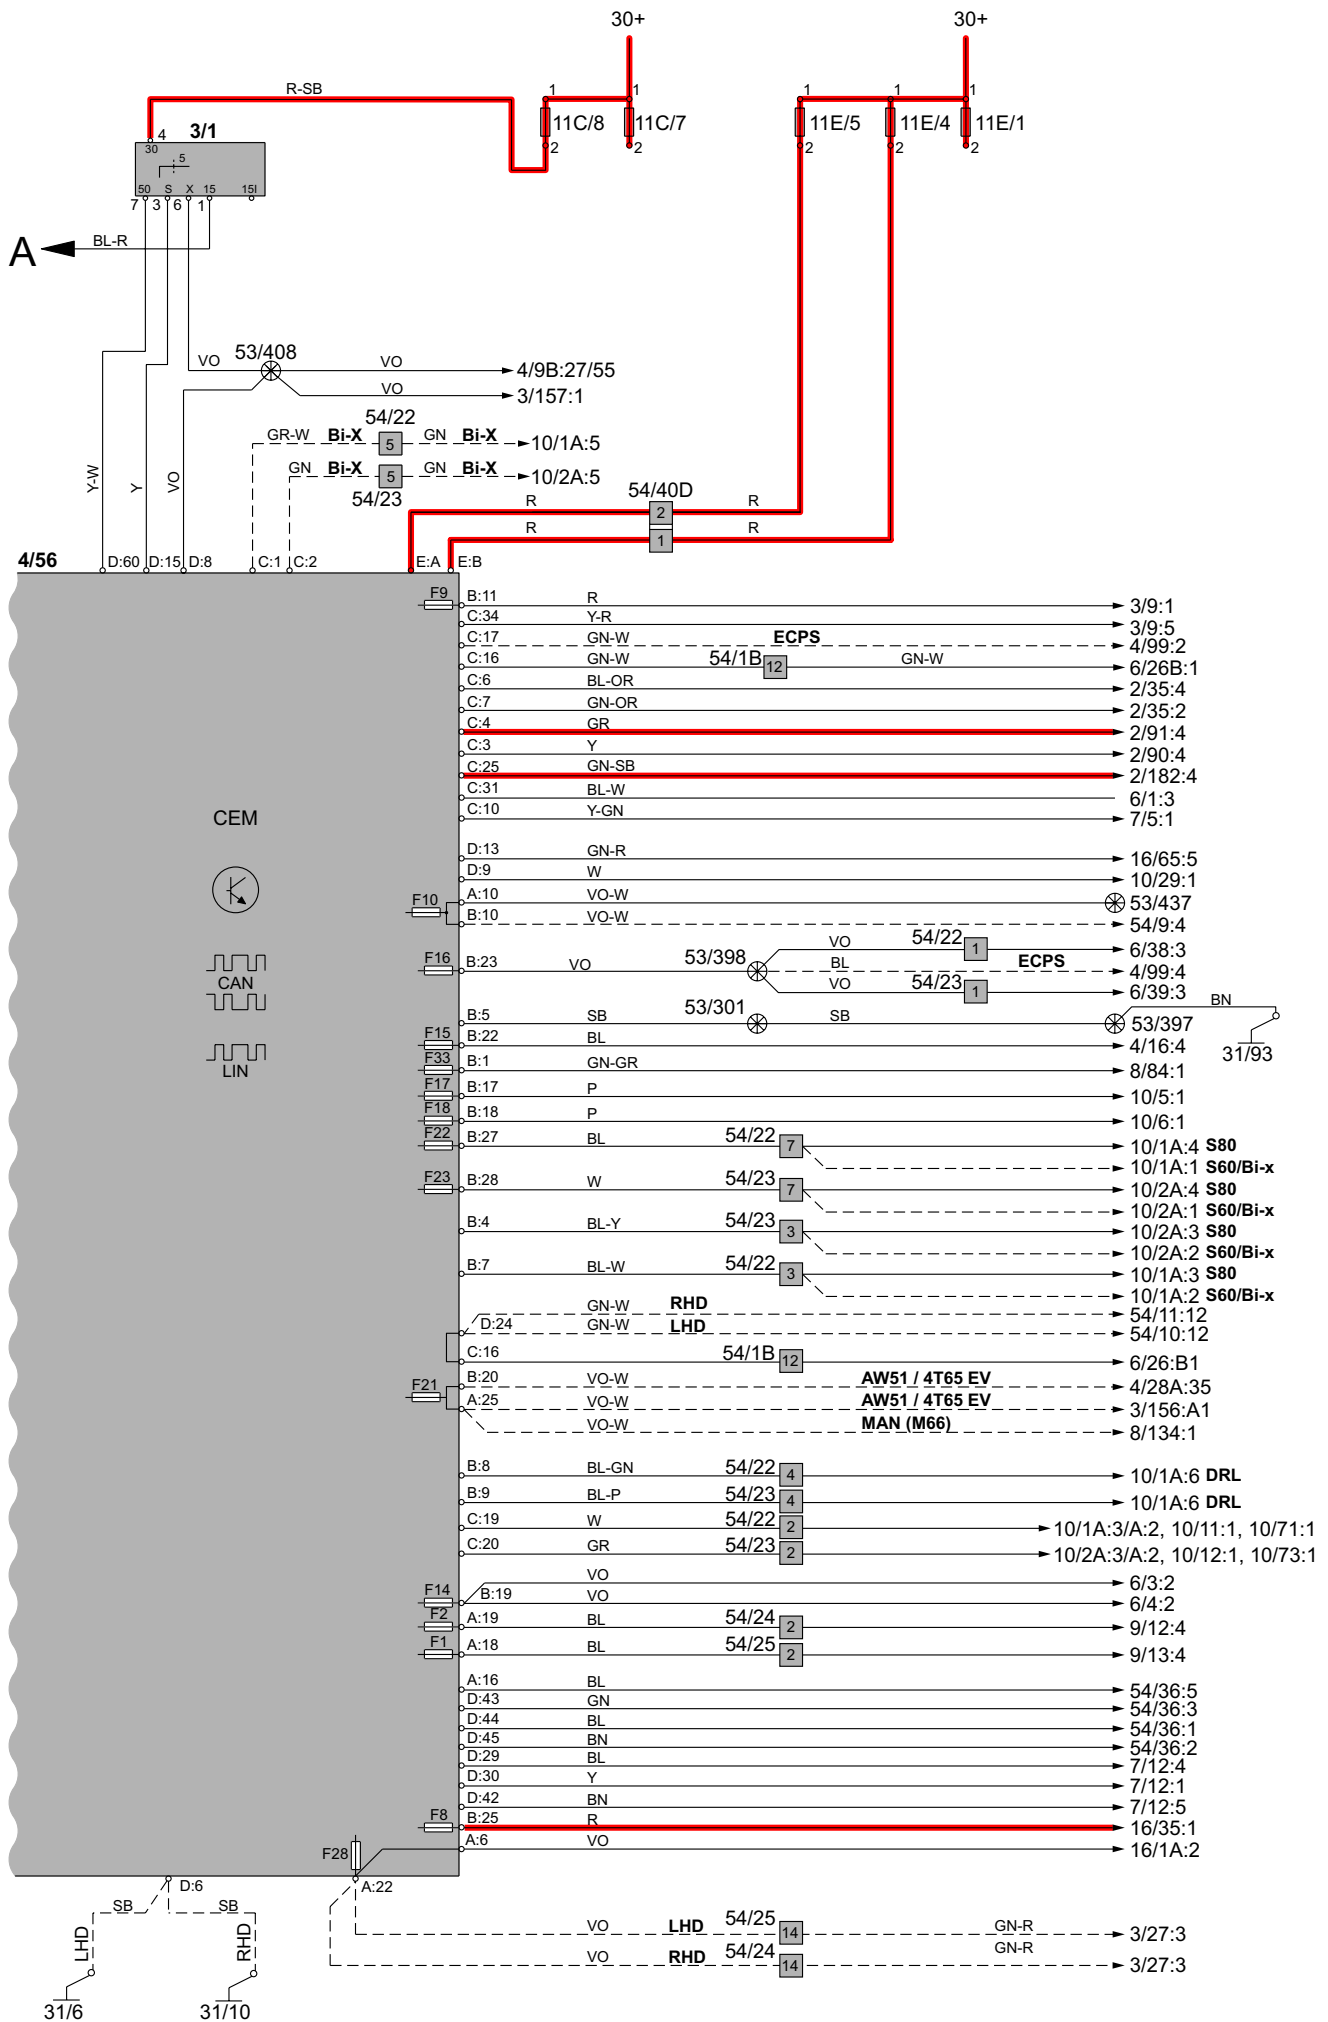 30+ 30+
R-SB 1 1 1 1 1
4 3/1 11C/8 11C/7 11E/5 11E/4 11E/1
30 2 2 2 2 2
5
50 S X 15 15I
7 3 6 1
A BL-R
53/408
VO VO 4/9B:27/55
VO 3/157:1
54/22
GR-W Bi-X 5 GN Bi-X 10/1A:5
GN Bi-X 5 GN Bi-X 10/2A:5
54/23
Y-W Y VO
54/40D
R 2 R
R 1 R
4/56 D:60 D:15 D:8 C:1 C:2 E:A E:B
F9 B:11 R 3/9:1
C:34 Y-R 3/9:5
C:17 GN-W ECPS 4/99:2
C:16 GN-W 54/1B 12 GN-W 6/26B:1
C:6 BL-OR 2/35:4
C:7 GN-OR 2/35:2
C:4 GR 2/91:4
C:3 Y 2/90:4
C:25 GN-SB 2/182:4
C:31 BL-W 6/1:3
C:10 Y-GN 7/5:1
CEM
D:13 GN-R 16/65:5
D:9 W 10/29:1
F10 A:10 VO-W 53/437
B:10 VO-W 54/9:4
VO 54/22 1 6/38:3
F16 B:23 VO 53/398 BL ECPS 4/99:4
VO 54/23 1 6/39:3
CAN
BN
B:5 SB 53/301 SB 53/397
F15 B:22 BL 4/16:4
31/93
LIN
F33 B:1 GN-GR 8/84:1
F17 B:17 P 10/5:1
F18 B:18 P 10/6:1
F22 B:27 BL 54/22 7 10/1A:4 S80
10/1A:1 S60/Bi-x
F23 B:28 W 54/23 7 10/2A:4 S80
10/2A:1 S60/Bi-x
B:4 BL-Y 54/23 3 10/2A:3 S80
10/2A:2 S60/Bi-x
B:7 BL-W 54/22 3 10/1A:3 S80
10/1A:2 S60/Bi-x
GN-W RHD 54/11:12
D:24 GN-W LHD 54/10:12
C:16 54/1B 12 6/26:B1
F21 B:20 VO-W AW51 / 4T65 EV 4/28A:35
A:25 VO-W AW51 / 4T65 EV 3/156:A1
VO-W MAN (M66) 8/134:1
B:8 BL-GN 54/22 4 10/1A:6 DRL
B:9 BL-P 54/23 4 10/1A:6 DRL
C:19 W 54/22 2 10/1A:3/A:2, 10/11:1, 10/71:1
C:20 GR 54/23 2 10/2A:3/A:2, 10/12:1, 10/73:1
VO 6/3:2
F14 B:19 VO 6/4:2
F2 A:19 BL 54/24 2 9/12:4
F1 A:18 BL 54/25 2 9/13:4
A:16 BL 54/36:5
D:43 GN 54/36:3
D:44 BL 54/36:1
D:45 BN 54/36:2
D:29 BL 7/12:4
D:30 Y 7/12:1
D:42 BN 7/12:5
F8 B:25 R 16/35:1
F28 A:6 VO 16/1A:2
D:6 A:22
SB SB
LHD RHD
VO LHD 54/25 14 GN-R 3/27:3
VO RHD 54/24 14 GN-R 3/27:3
31/6 31/10